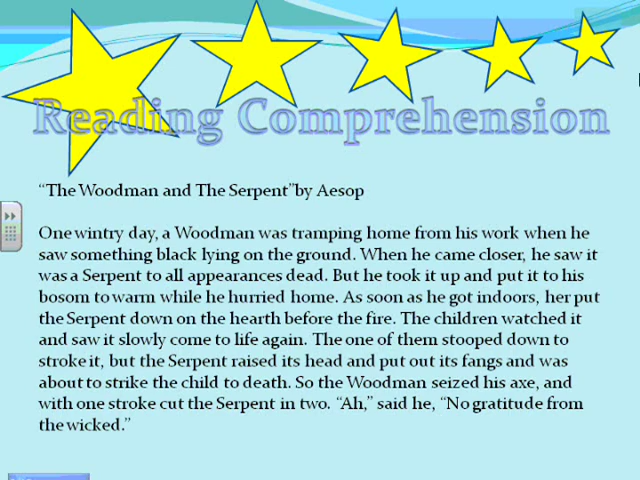 Reading Comprehension
“The Woodman and The Serpent”by Aesop
One wintry day, a Woodman was tramping home from his work when he
saw something black lying on the ground. When he came closer, he saw it
was a Serpent to all appearances dead. But he took it up and put it to his
bosom to warm while he hurried home. As soon as he got indoors, her put
the Serpent down on the hearth before the fire. The children watched it
and saw it slowly come to life again. The one of them stooped down to
stroke it, but the Serpent raised its head and put out its fangs and was
about to strike the child to death. So the Woodman seized his axe, and
with one stroke cut the Serpent in two. “Ah,” said he, “No gratitude from
the wicked.”